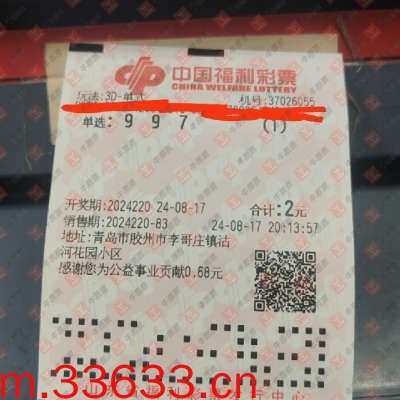 中国福利彩票
CHINA WELFARE LOTTERY
玩法:3D-单式 机号:37026055
单选: 9 9 7 (1)
开奖期:2024220 24-08-17 合计:2元
销售期:2024220-83 24-08-17 20:13:57
地址:青岛市胶州市李哥庄镇沽
河花园小区
感谢您为公益事业贡献0.68元
m.33633.cn